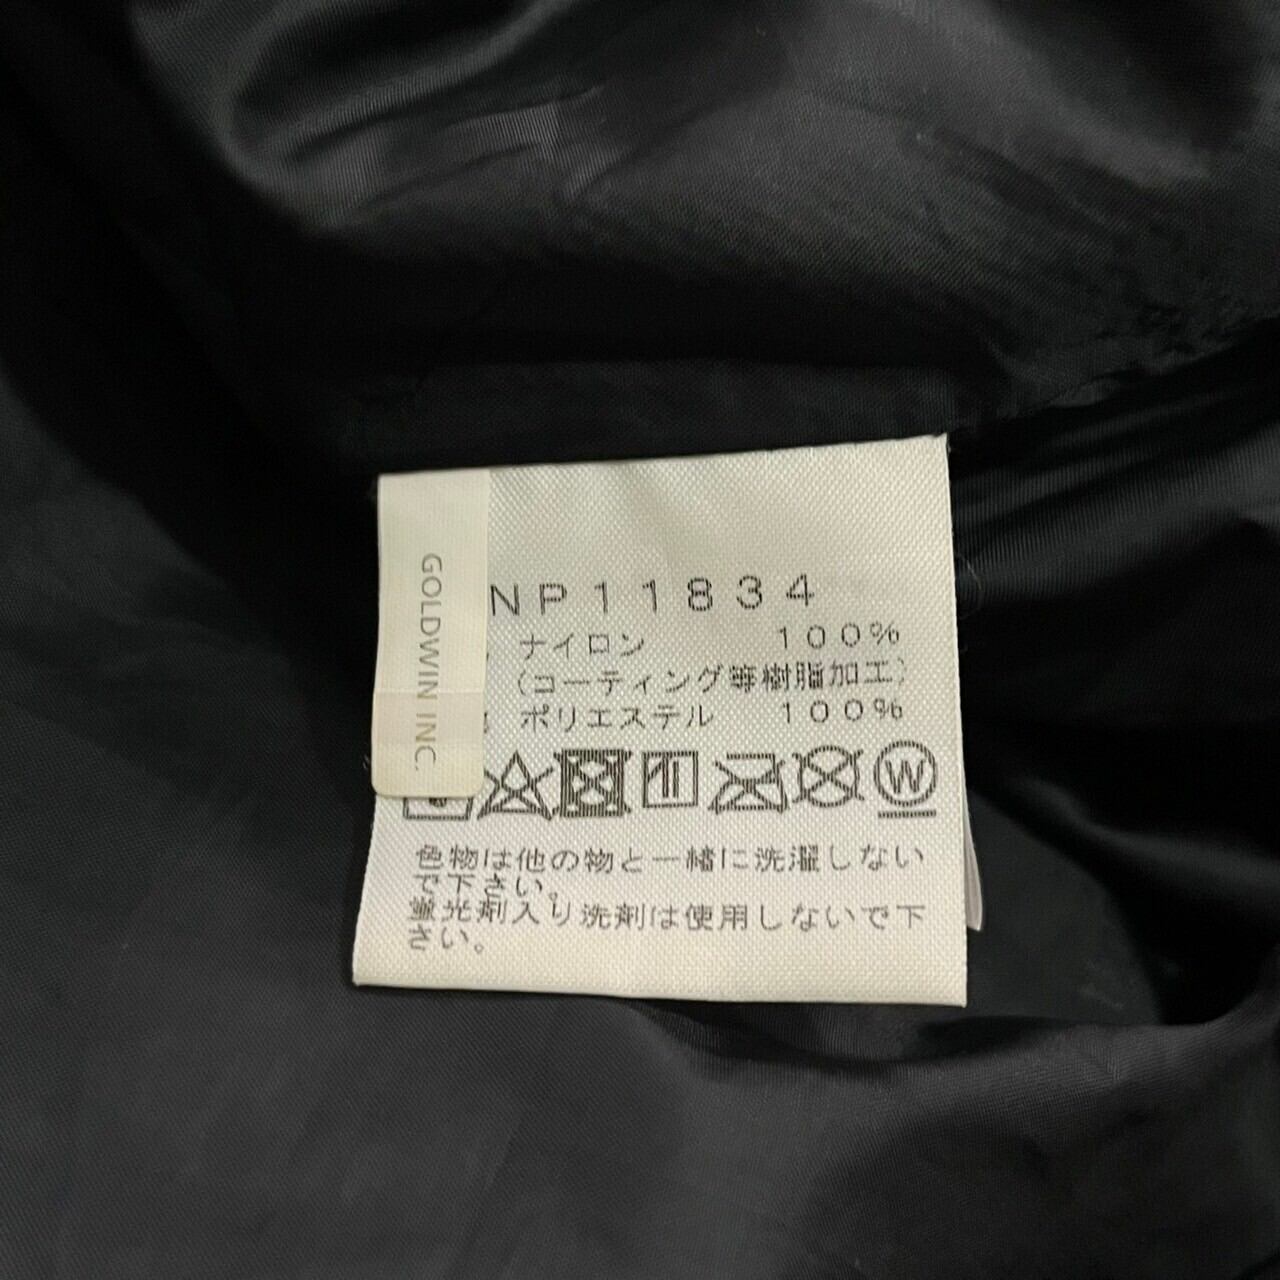 GOLDWIN INC.
NP11834
ナイロン 100%
(コーティング等樹脂加工)
ポリエステル 100%
W
色物は他の物と一緒に洗濯しない
で下さい。
蛍光剤入り洗剤は使用しないで下
さい。